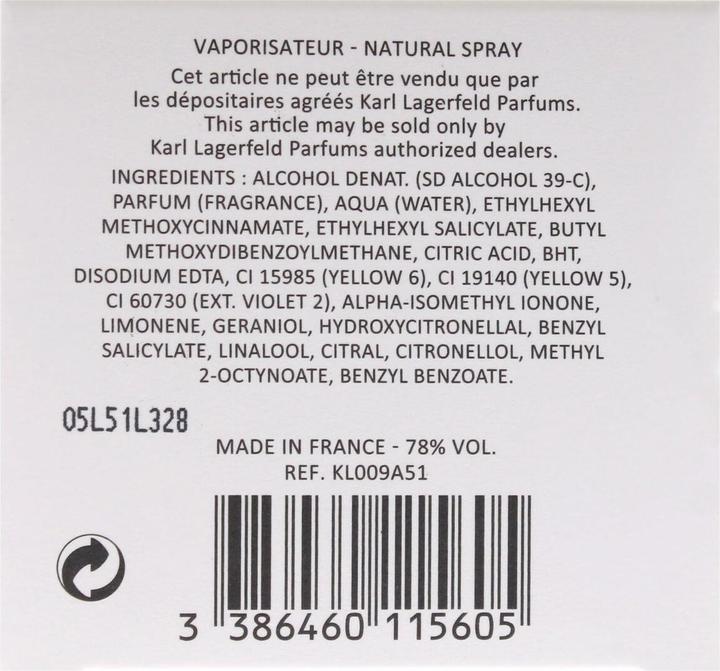 VAPORISATEUR - NATURAL SPRAY
Cet article ne peut être vendu que par
les dépositaires agréés Karl Lagerfeld Parfums.
This article may be sold only by
Karl Lagerfeld Parfums authorized dealers.
INGREDIENTS : ALCOHOL DENAT. (SD ALCOHOL 39-C),
PARFUM (FRAGRANCE), AQUA (WATER), ETHYLHEXYL
METHOXYCINNAMATE, ETHYLHEXYL SALICYLATE, BUTYL
METHOXYDIBENZOYLMETHANE, CITRIC ACID, BHT,
DISODIUM EDTA, CI 15985 (YELLOW 6), CI 19140 (YELLOW 5),
CI 60730 (EXT. VIOLET 2), ALPHA-ISOMETHYL IONONE,
LIMONENE, GERANIOL, HYDROXYCITRONELLAL, BENZYL
SALICYLATE, LINALOOL, CITRAL, CITRONELLOL, METHYL
2-OCTYNOATE, BENZYL BENZOATE.
05L51L328
MADE IN FRANCE - 78% VOL.
REF. KL009A51
3 386460 115605